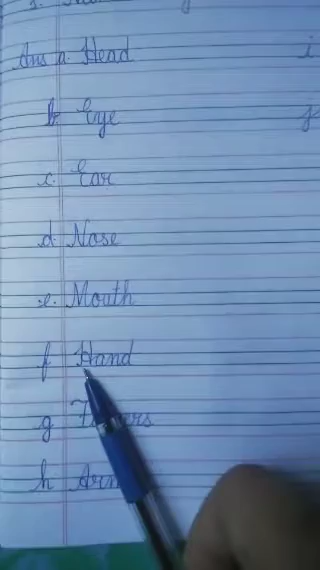 Ans a Head i
b. Eye j
c. Ear
d. Nose
e. Mouth
f Hand
g
h